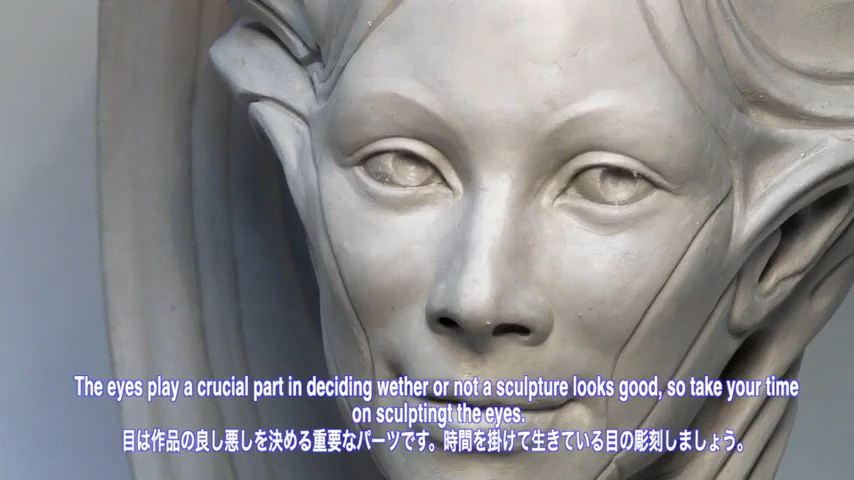 The eyes play a crucial part in deciding wether or not a sculpture looks good, so take your time
on sculptingt the eyes.
目は作品の良し悪しを決める重要なパーツです。時間を掛けて生きている目の彫刻しましょう。